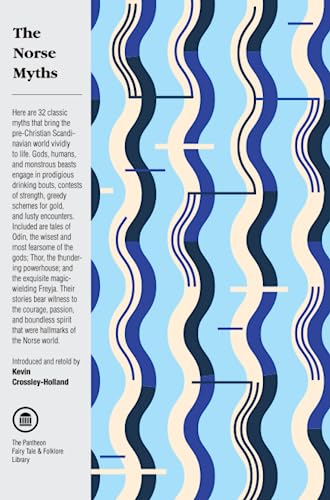 The
Norse
Myths
Here are 32 classic
myths that bring the
pre-Christian Scandi-
navian world vividly
to life. Gods, humans,
and monstrous beasts
engage in prodigious
drinking bouts, contests
of strength, greedy
schemes for gold,
and lusty encounters.
Included are tales of
Odin, the wisest and
most fearsome of the
gods; Thor, the thunder-
ing powerhouse; and
the exquisite magic-
wielding Freyja. Their
stories bear witness to
the courage, passion,
and boundless spirit
that were hallmarks of
the Norse world.
Introduced and retold by
Kevin
Crossley-Holland
The Pantheon
Fairy Tale & Folklore
Library